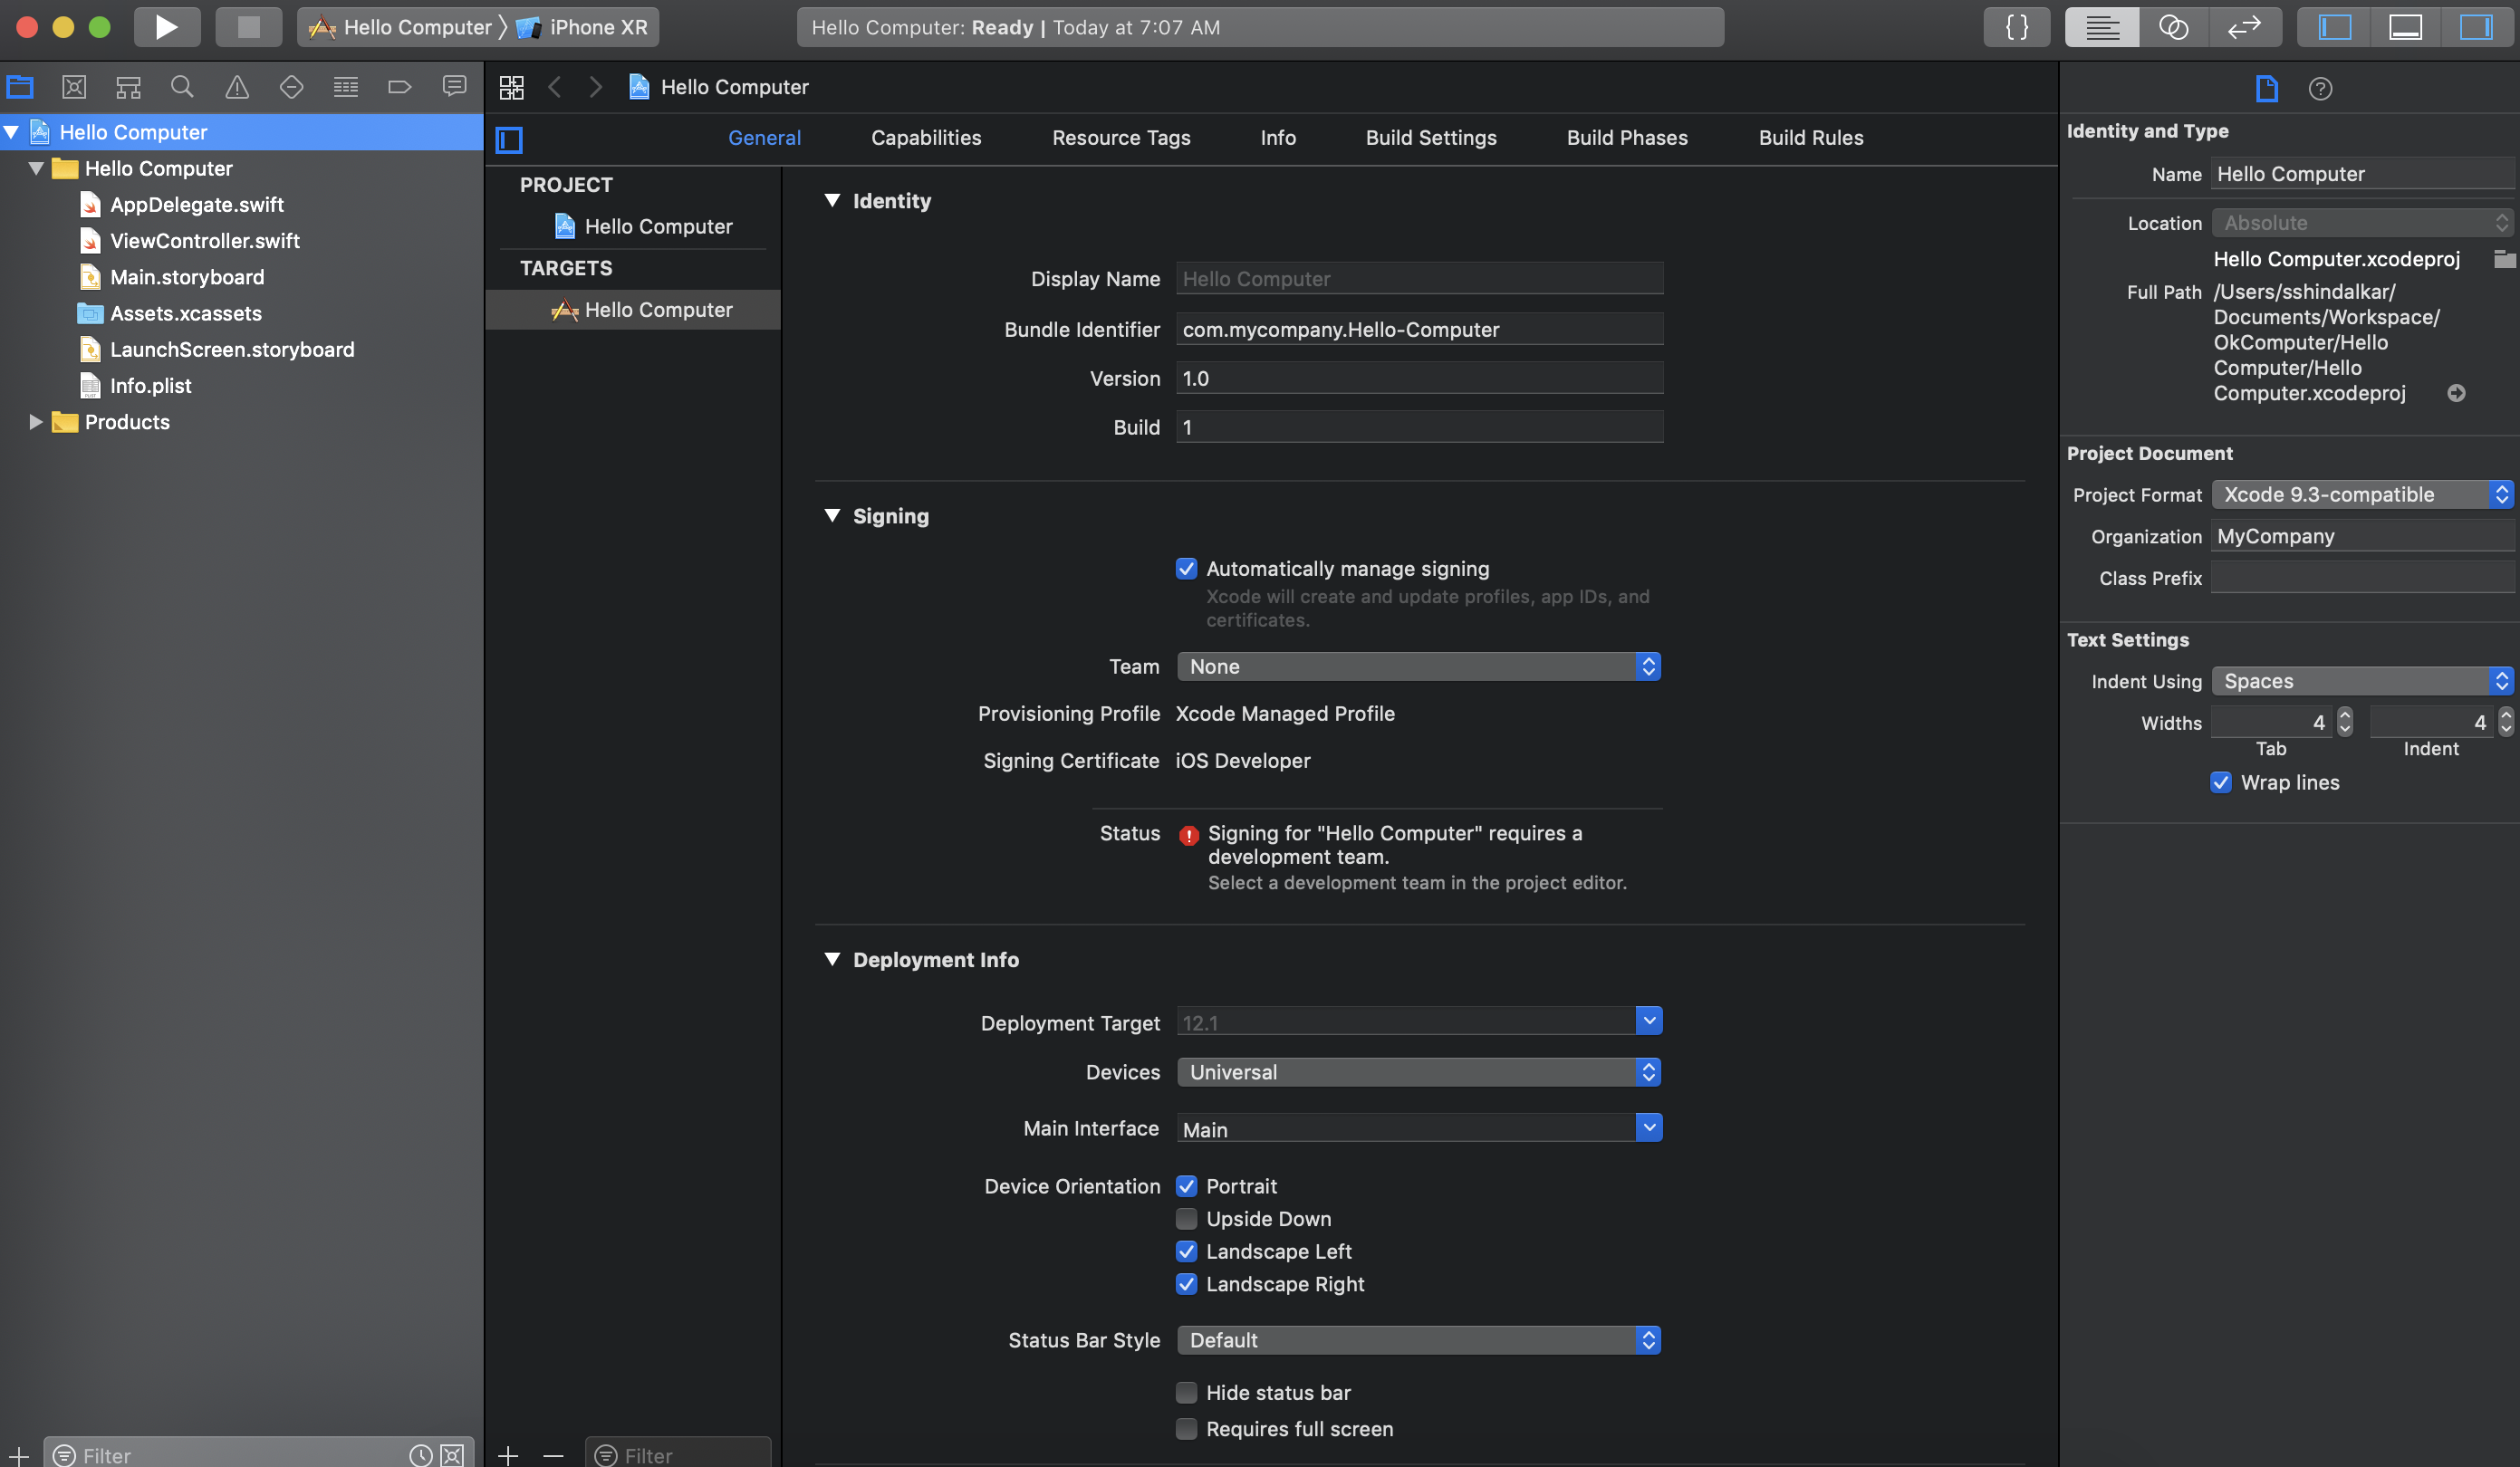 Hello Computer iPhone XR
Hello Computer: Ready | Today at 7:07 AM
{ }
Hello Computer
Hello Computer
AppDelegate.swift
ViewController.swift
Main.storyboard
Assets.xcassets
LaunchScreen.storyboard
Info.plist
Products
Filter
Hello Computer
General Capabilities Resource Tags Info Build Settings Build Phases Build Rules
PROJECT
Hello Computer
TARGETS
Hello Computer
Filter
Identity
Display Name Hello Computer
Bundle Identifier com.mycompany.Hello-Computer
Version 1.0
Build 1
Signing
Automatically manage signing
Xcode will create and update profiles, app IDs, and
certificates.
Team None
Provisioning Profile Xcode Managed Profile
Signing Certificate iOS Developer
Status Signing for "Hello Computer" requires a
development team.
Select a development team in the project editor.
Deployment Info
Deployment Target 12.1
Devices Universal
Main Interface Main
Device Orientation Portrait
Upside Down
Landscape Left
Landscape Right
Status Bar Style Default
Hide status bar
Requires full screen
Identity and Type
Name Hello Computer
Location Absolute
Hello Computer.xcodeproj
Full Path /Users/sshindalkar/
Documents/Workspace/
OkComputer/Hello
Computer/Hello
Computer.xcodeproj
Project Document
Project Format Xcode 9.3-compatible
Organization MyCompany
Class Prefix
Text Settings
Indent Using Spaces
Widths 4 4
Tab Indent
Wrap lines